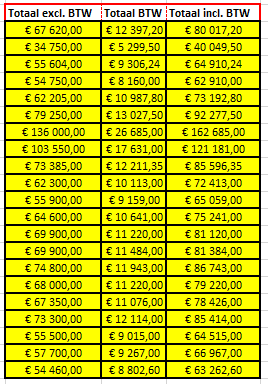 Totaal excl. BTW Totaal BTW Totaal incl. BTW
€ 67 620,00 € 12 397,20 € 80 017,20
€ 34 750,00 € 5 299,50 € 40 049,50
€ 55 604,00 € 9 306,24 € 64 910,24
€ 54 750,00 € 8 160,00 € 62 910,00
€ 62 205,00 € 10 987,80 € 73 192,80
€ 79 250,00 € 13 027,50 € 92 277,50
€ 136 000,00 € 26 685,00 € 162 685,00
€ 103 550,00 € 17 631,00 € 121 181,00
€ 73 385,00 € 12 211,35 € 85 596,35
€ 62 300,00 € 10 113,00 € 72 413,00
€ 55 900,00 € 9 159,00 € 65 059,00
€ 64 600,00 € 10 641,00 € 75 241,00
€ 69 900,00 € 11 220,00 € 81 120,00
€ 69 900,00 € 11 484,00 € 81 384,00
€ 74 800,00 € 11 943,00 € 86 743,00
€ 68 000,00 € 11 220,00 € 79 220,00
€ 67 350,00 € 11 076,00 € 78 426,00
€ 73 300,00 € 12 114,00 € 85 414,00
€ 55 500,00 € 9 015,00 € 64 515,00
€ 57 700,00 € 9 267,00 € 66 967,00
€ 54 460,00 € 8 802,60 € 63 262,60